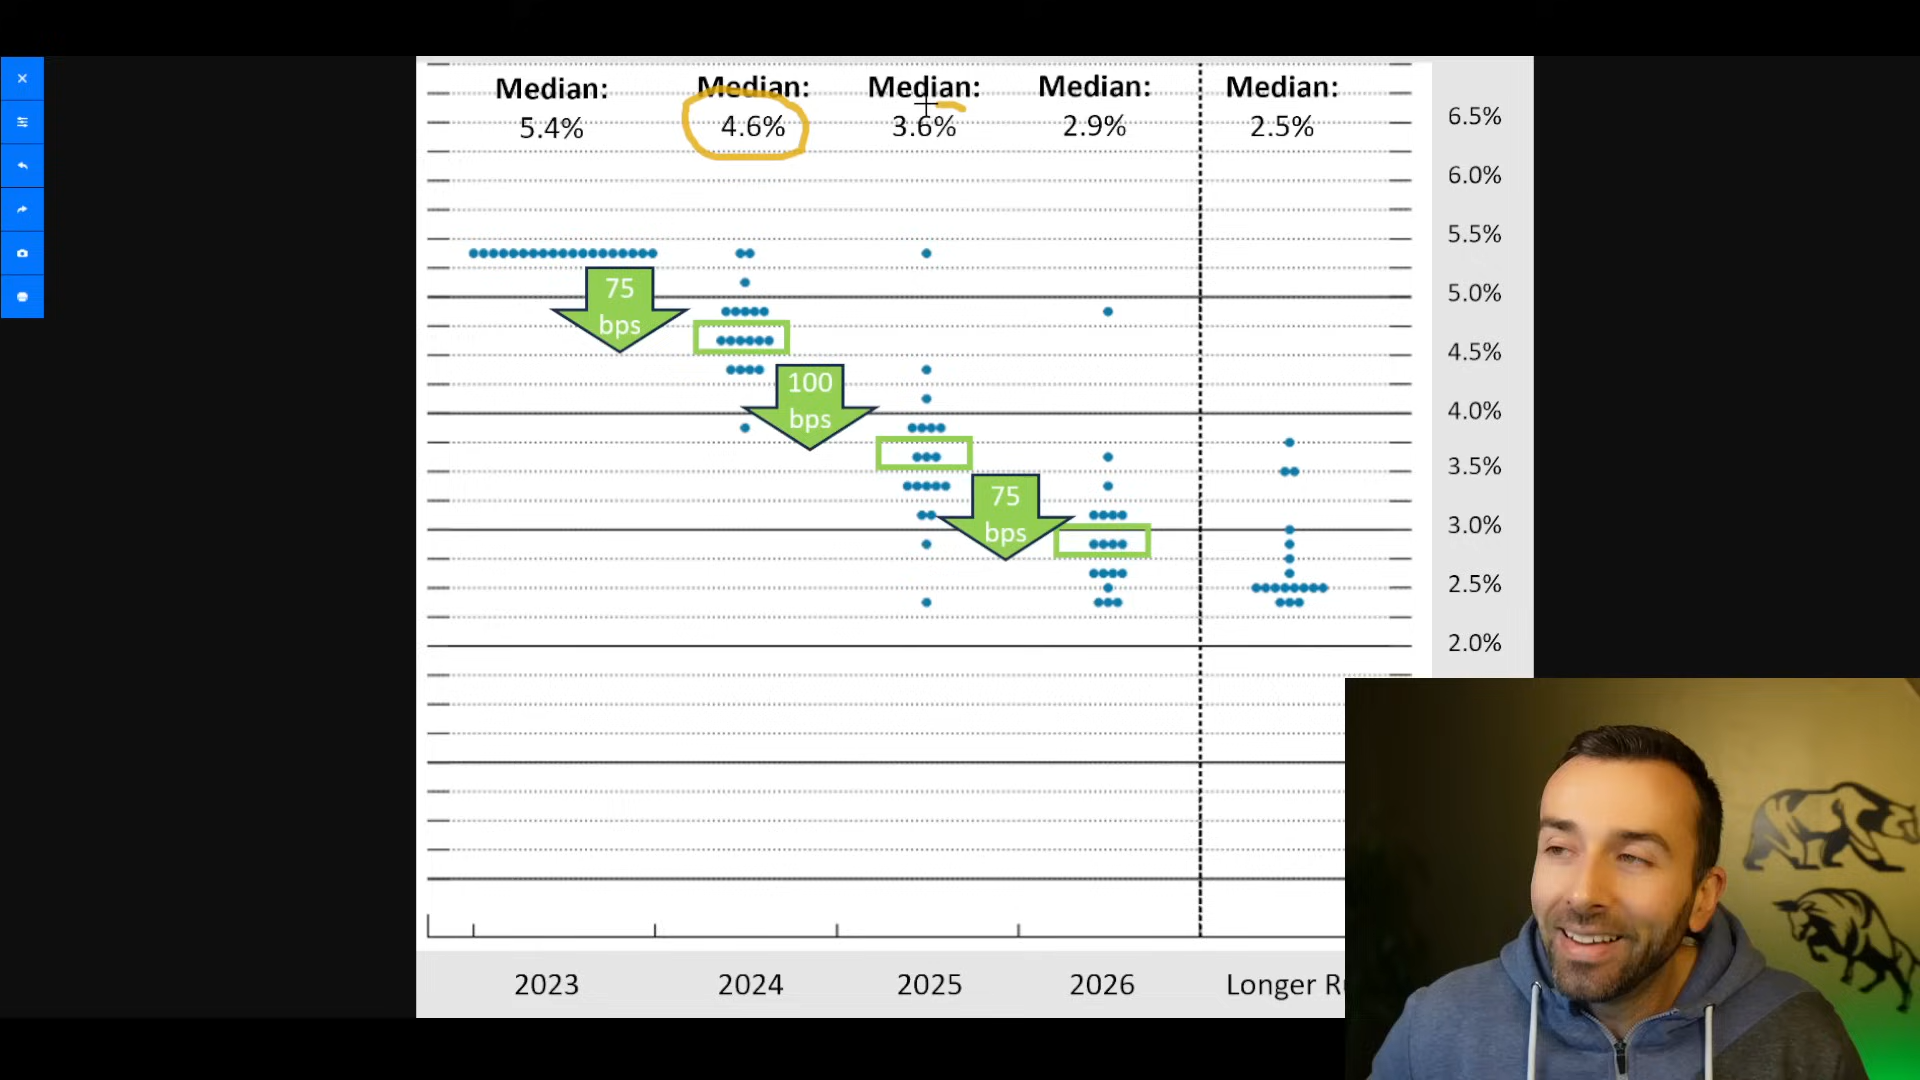 Median: Median: Median: Median: Median:
5.4% 4.6% 3.6% 2.9% 2.5%
6.5%
6.0%
5.5%
5.0%
4.5%
4.0%
3.5%
3.0%
2.5%
2.0%
75
bps
100
bps
75
bps
2023 2024 2025 2026 Longer R